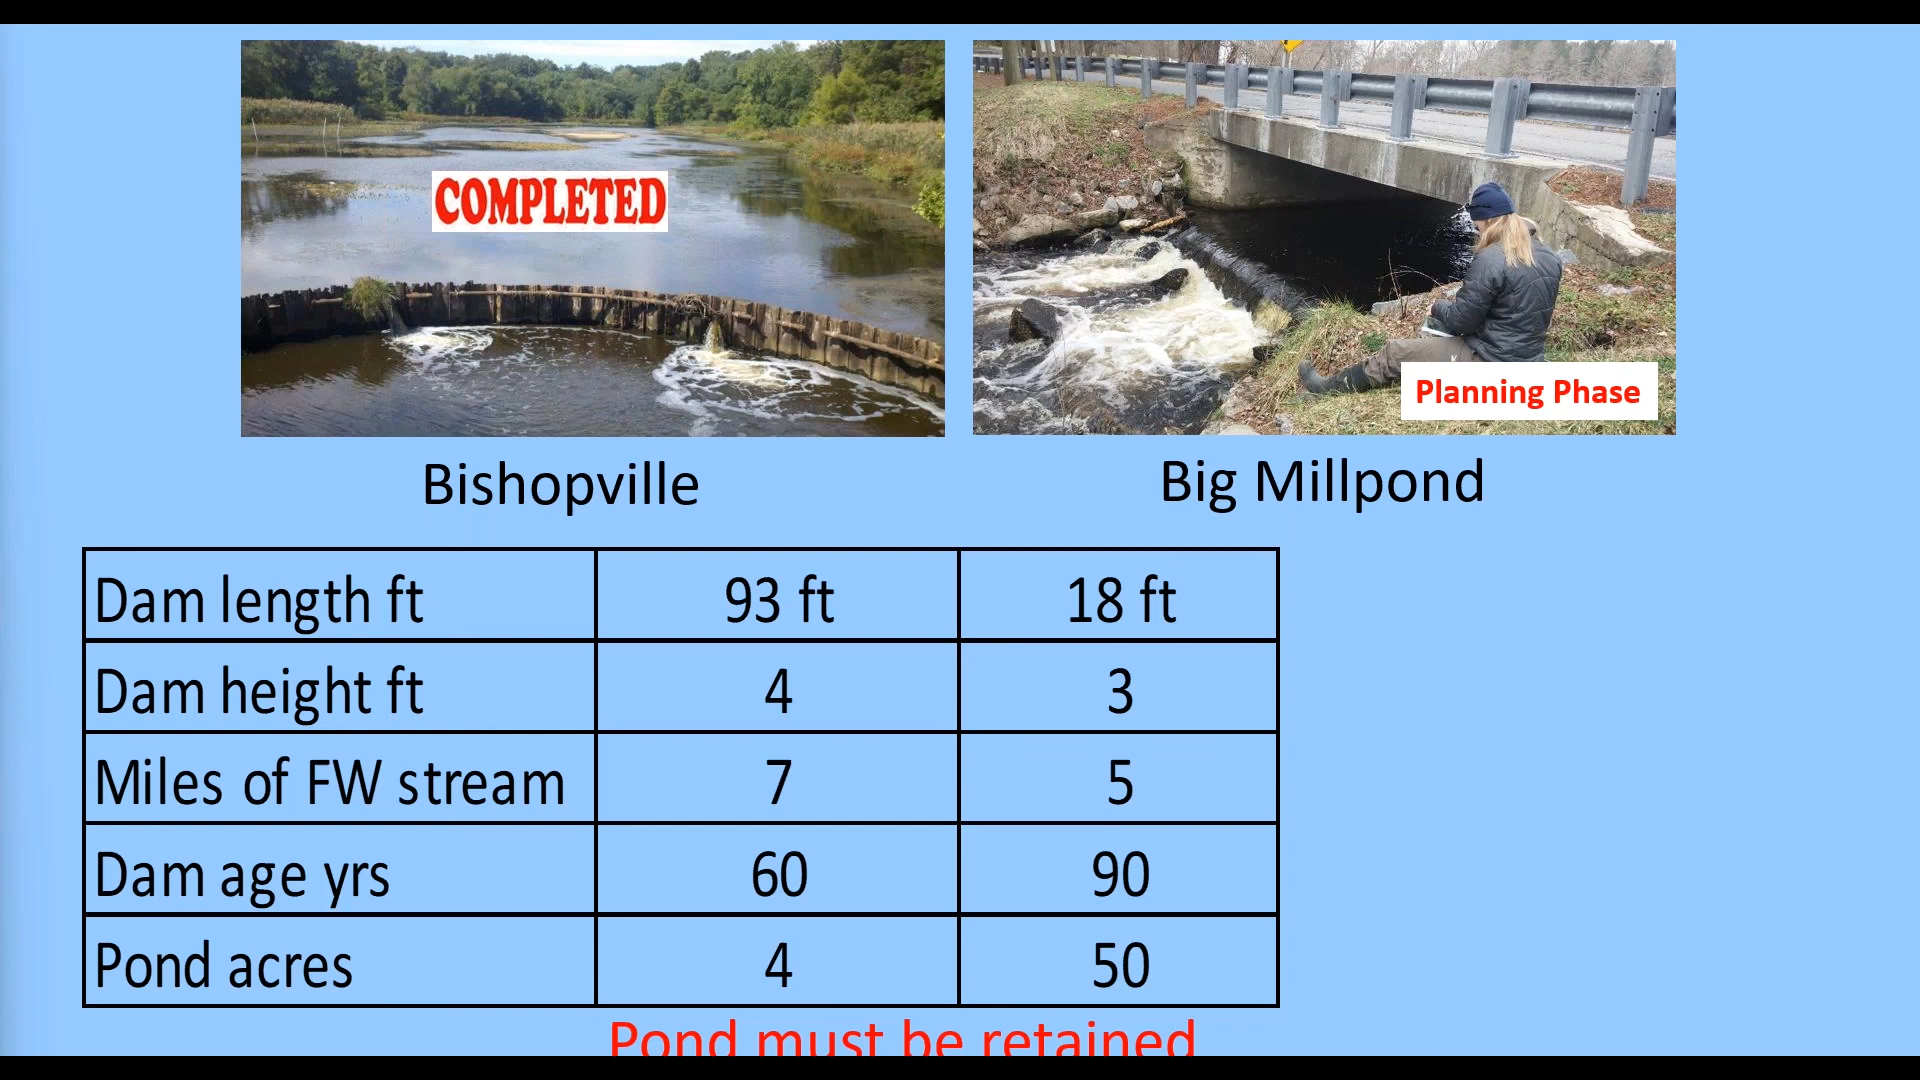 COMPLETED
Planning Phase
Bishopville
Big Millpond
Dam length ft 93 ft 18 ft
Dam height ft 4 3
Miles of FW stream 7 5
Dam age yrs 60 90
Pond acres 4 50
Pond must be retained